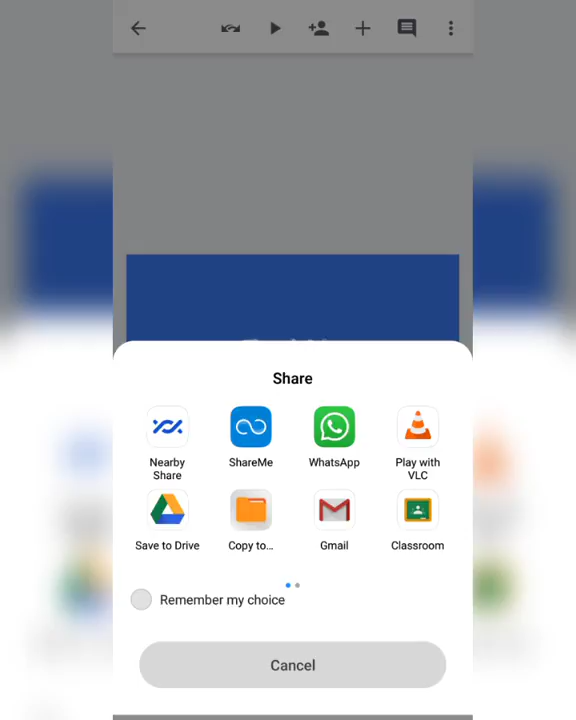 Share
Nearby
Share
ShareMe
WhatsApp
Play with
VLC
Save to Drive
Copy to...
Gmail
Classroom
Remember my choice
Cancel